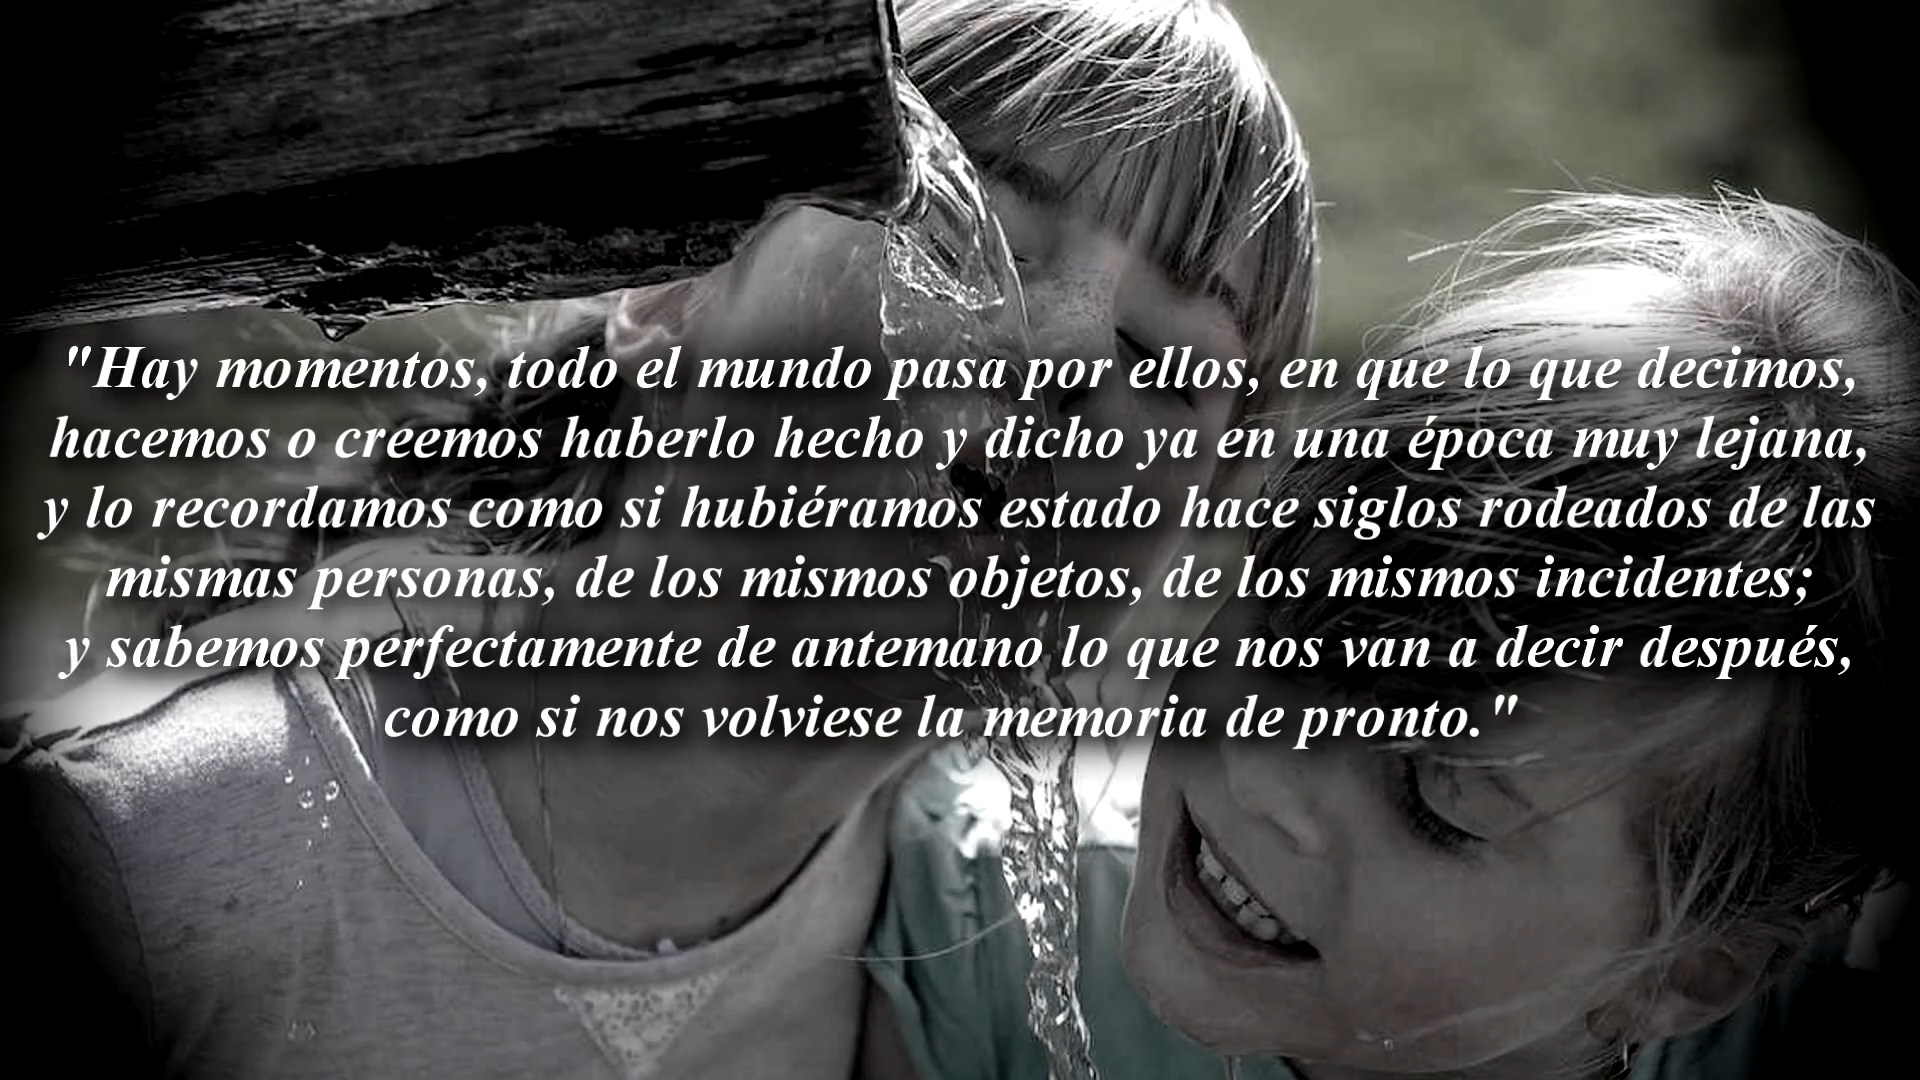 "Hay momentos, todo el mundo pasa por ellos, en que lo que decimos,
hacemos o creemos haberlo hecho y dicho ya en una época muy lejana,
y lo recordamos como si hubiéramos estado hace siglos rodeados de las
mismas personas, de los mismos objetos, de los mismos incidentes;
y sabemos perfectamente de antemano lo que nos van a decir después,
como si nos volviese la memoria de pronto."